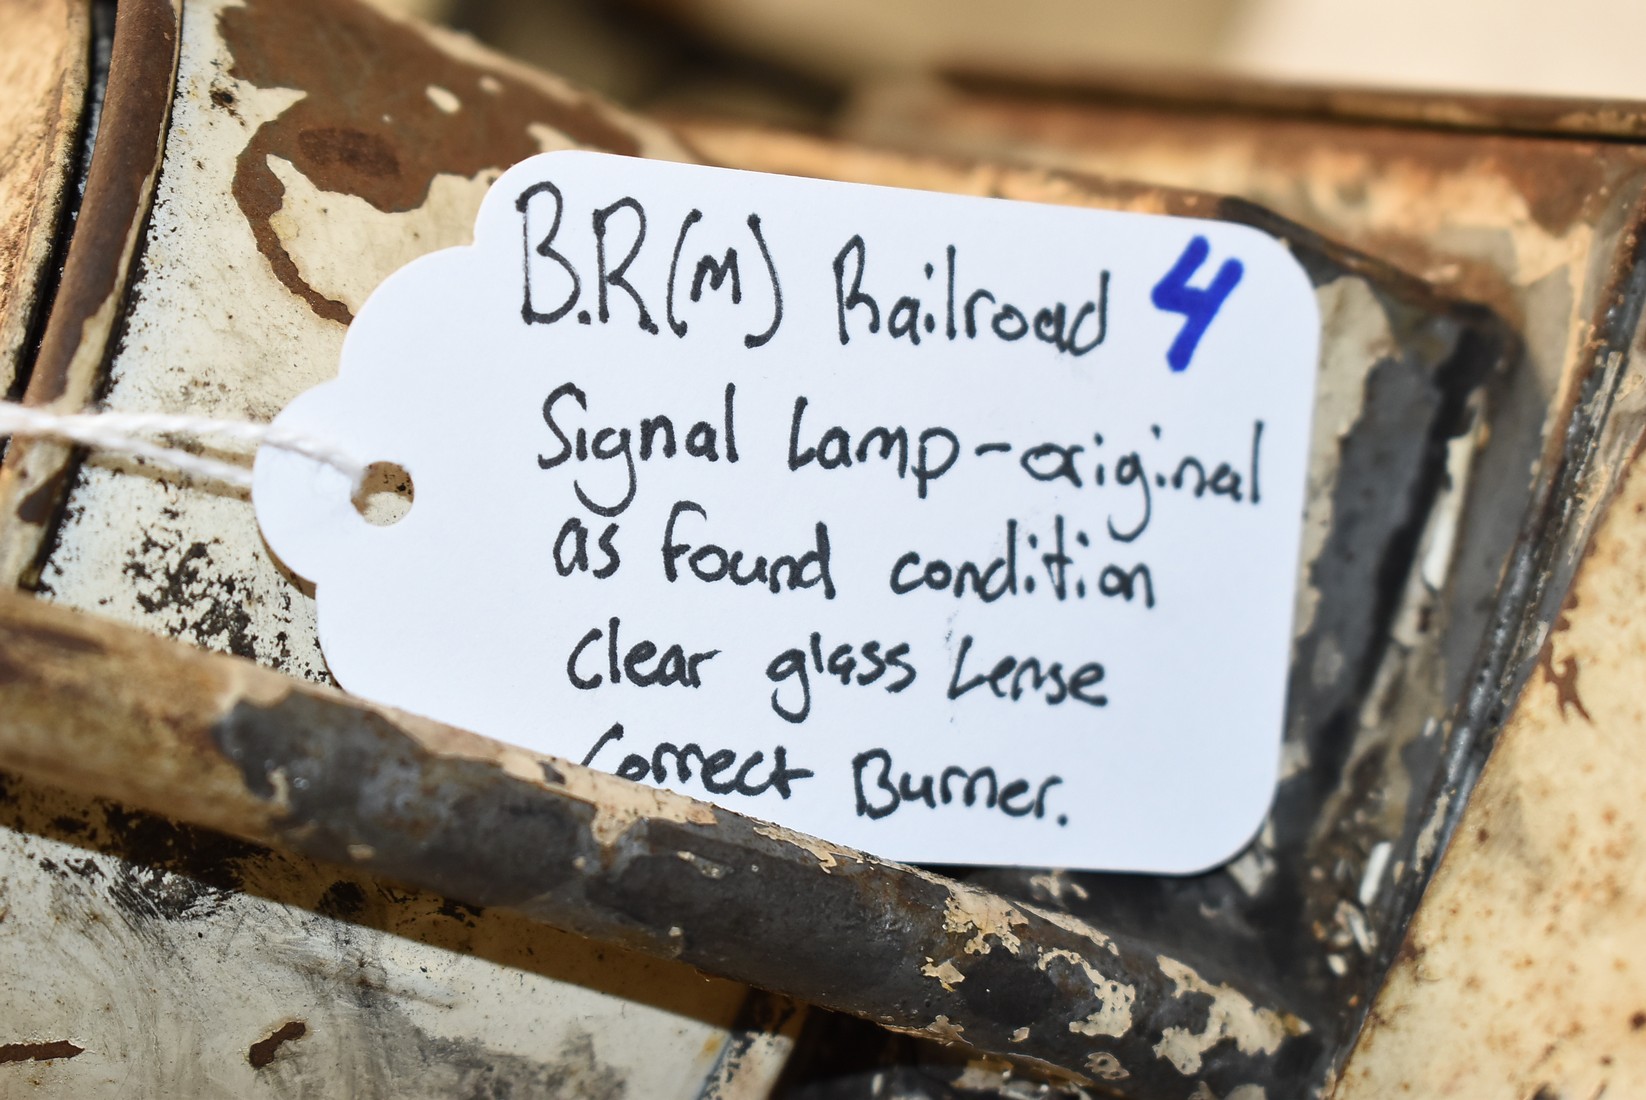 B.R(M) Railroad 4
Signal Lamp-original
as found condition
clear glass Lense
Correct Burner.